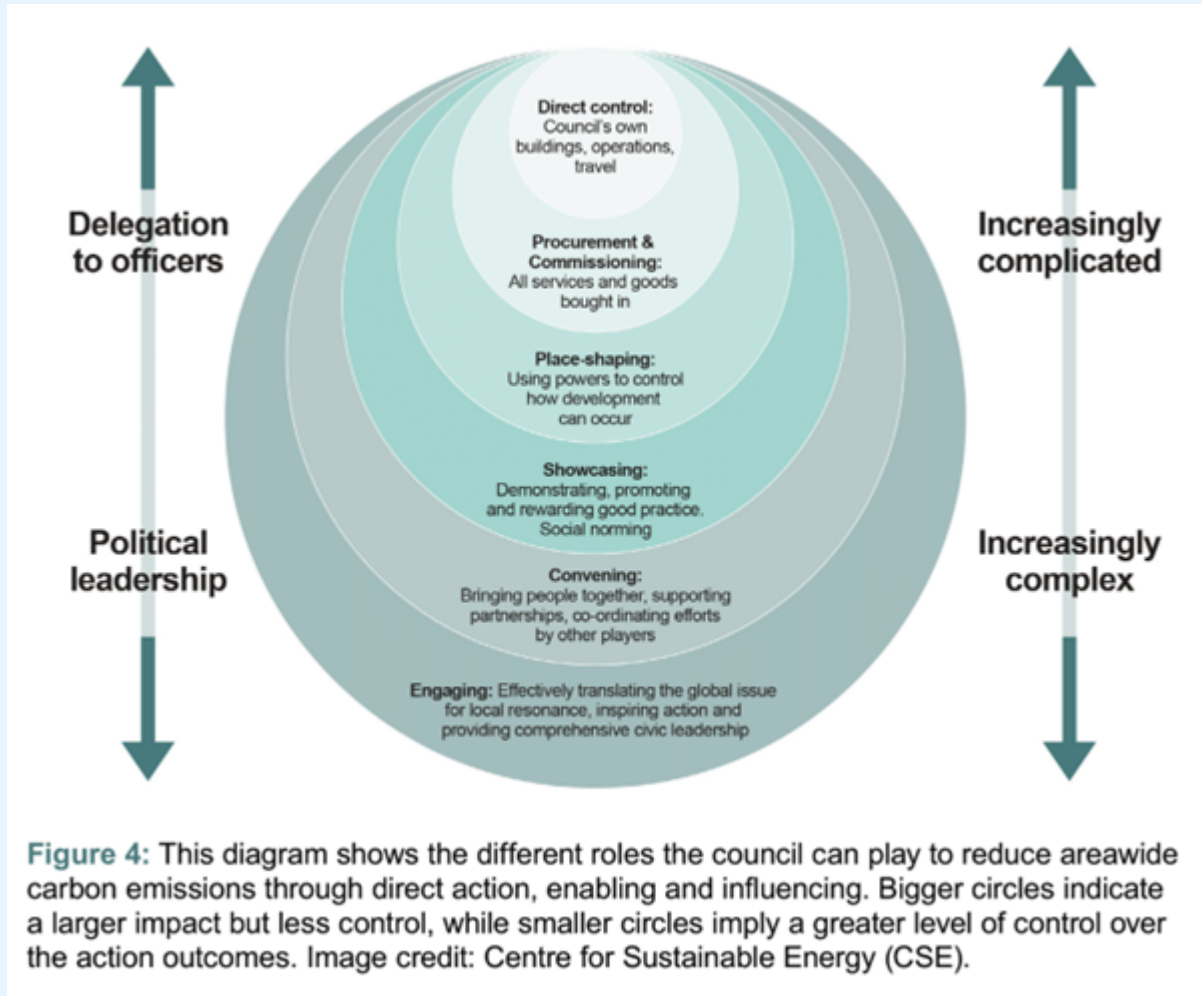 Direct control:
Council's own
buildings, operations,
travel
Delegation
to officers
Increasingly
complicated
Procurement &
Commissioning:
All services and goods
bought in
Place-shaping:
Using powers to control
how development
can occur
Showcasing:
Demonstrating, promoting
and rewarding good practice.
Social norming
Political
leadership
Increasingly
complex
Convening:
Bringing people together, supporting
partnerships, co-ordinating efforts
by other players
Engaging: Effectively translating the global issue
for local resonance, inspiring action and
providing comprehensive civic leadership
Figure 4: This diagram shows the different roles the council can play to reduce areawide
carbon emissions through direct action, enabling and influencing. Bigger circles indicate
a larger impact but less control, while smaller circles imply a greater level of control over
the action outcomes. Image credit: Centre for Sustainable Energy (CSE).